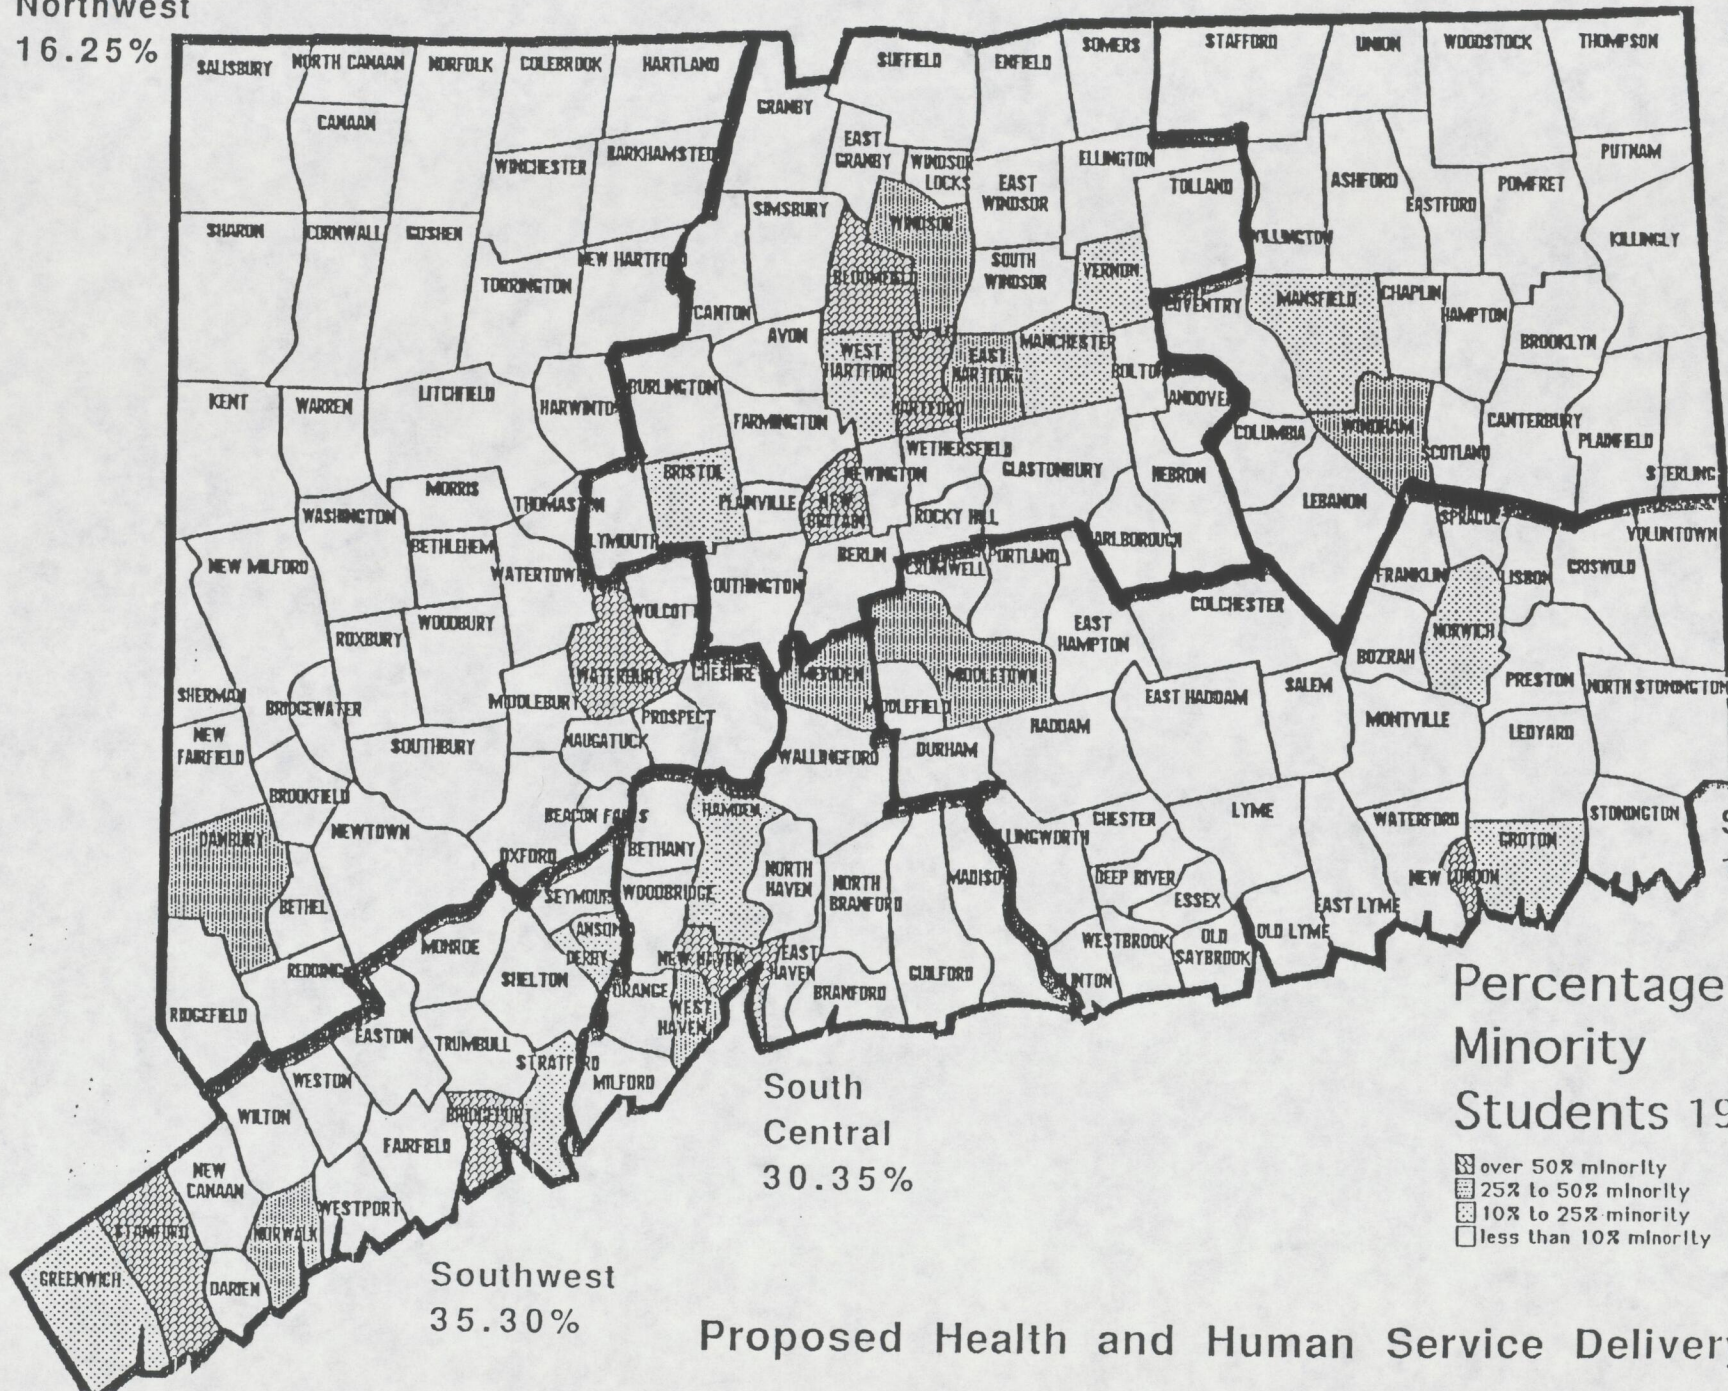 Northwest
16.25%
SALISBURY
NORTH CANAAN
NORFOLK
COLEBROOK
HARTLAND
SUFFIELD
ENFIELD
SOMERS
STAFFORD
UNION
WOODSTOCK
THOMPSON
CANAAN
GRANBY
EAST
GRANBY
WINDSOR
LOCKS
WINCHESTER
BARKHAMSTED
EAST
WINDSOR
ELLINGTON
TOLLAND
ASHFORD
EASTFORD
POMFRET
PUTNAM
SHARON
CORNWALL
GOSHEN
SIMSBURY
WINDSOR
WILLINGTON
KILLINGLY
TORRINGTON
NEW HARTFORD
BLOOMFIELD
SOUTH
WINDSOR
VERNON
CANTON
COVENTRY
MANSFIELD
CHAPLIN
HAMPTON
BROOKLYN
AVON
WEST
HARTFORD
EAST
HARTFORD
MANCHESTER
BOLTON
KENT
WARREN
LITCHFIELD
HARWINTO
BURLINGTON
FARMINGTON
HARTFORD
ANDOVE
COLUMBIA
WINDHAM
SCOTLAND
CANTERBURY
PLAINFIELD
STERLING
MORRIS
THOMASTON
BRISTOL
PLAINVILLE
NEW
BRITAIN
NEWINGTON
WETHERSFIELD
GLASTONBURY
HEBRON
LEBANON
WASHINGTON
BETHLEHEM
WATERTOWN
LYMOUTH
ROCKY HILL
BERLIN
CROMWELL
PORTLAND
ARLBOROUGH
SPRAGUE
VOLUNTOWN
NEW MILFORD
WOLCOTT
OUTHINGTON
EAST
HAMPTON
COLCHESTER
FRANKLIN
LISBON
GRISWOLD
ROXBURY
WOODBURY
NORWICH
BOZRAH
PRESTON
NORTH STONINGTON
SHERMAN
BRIDGEWATER
MIDDLEBURY
WATERBURY
CHESHIRE
MERIDEN
MIDDLETOWN
MIDDLEFIELD
EAST HADDAM
SALEM
MONTVILLE
LEDYARD
NEW
FAIRFIELD
SOUTHBURY
NAUGATUCK
PROSPECT
WALLINGFORD
DURHAM
HADDAM
BROOKFIELD
NEWTOWN
BEACON FALLS
HAMDEN
LLINGWORTH
CHESTER
LYME
WATERFORD
GROTON
STONINGTON
DANBURY
BETHEL
OXFORD
SEYMOUR
BETHANY
WOODBRIDGE
NORTH
HAVEN
NORTH
BRANFORD
MADISO
DEEP RIVER
ESSEX
OLD LYME
EAST LYME
NEW LONDON
REDDING
MONROE
ANSON
DERBY
NEW HAVEN
EAST
HAVEN
GUILFORD
WESTBROOK
OLD
SAYBROOK
RIDGEFIELD
EASTON
SHELTON
ORANGE
WEST
HAVEN
BRANFORD
LINTON
TRUMBULL
STRATFORD
MILFORD
WESTON
WILTON
BRIDGEPORT
FAIRFIELD
NEW
CANAAN
WESTPORT
STAMFORD
NORWALK
GREENWICH
DARIEN
South
Central
30.35%
Southwest
35.30%
Percentage
Minority
Students 19
over 50% minority
25% to 50% minority
10% to 25% minority
less than 10% minority
Proposed Health and Human Service Delivery